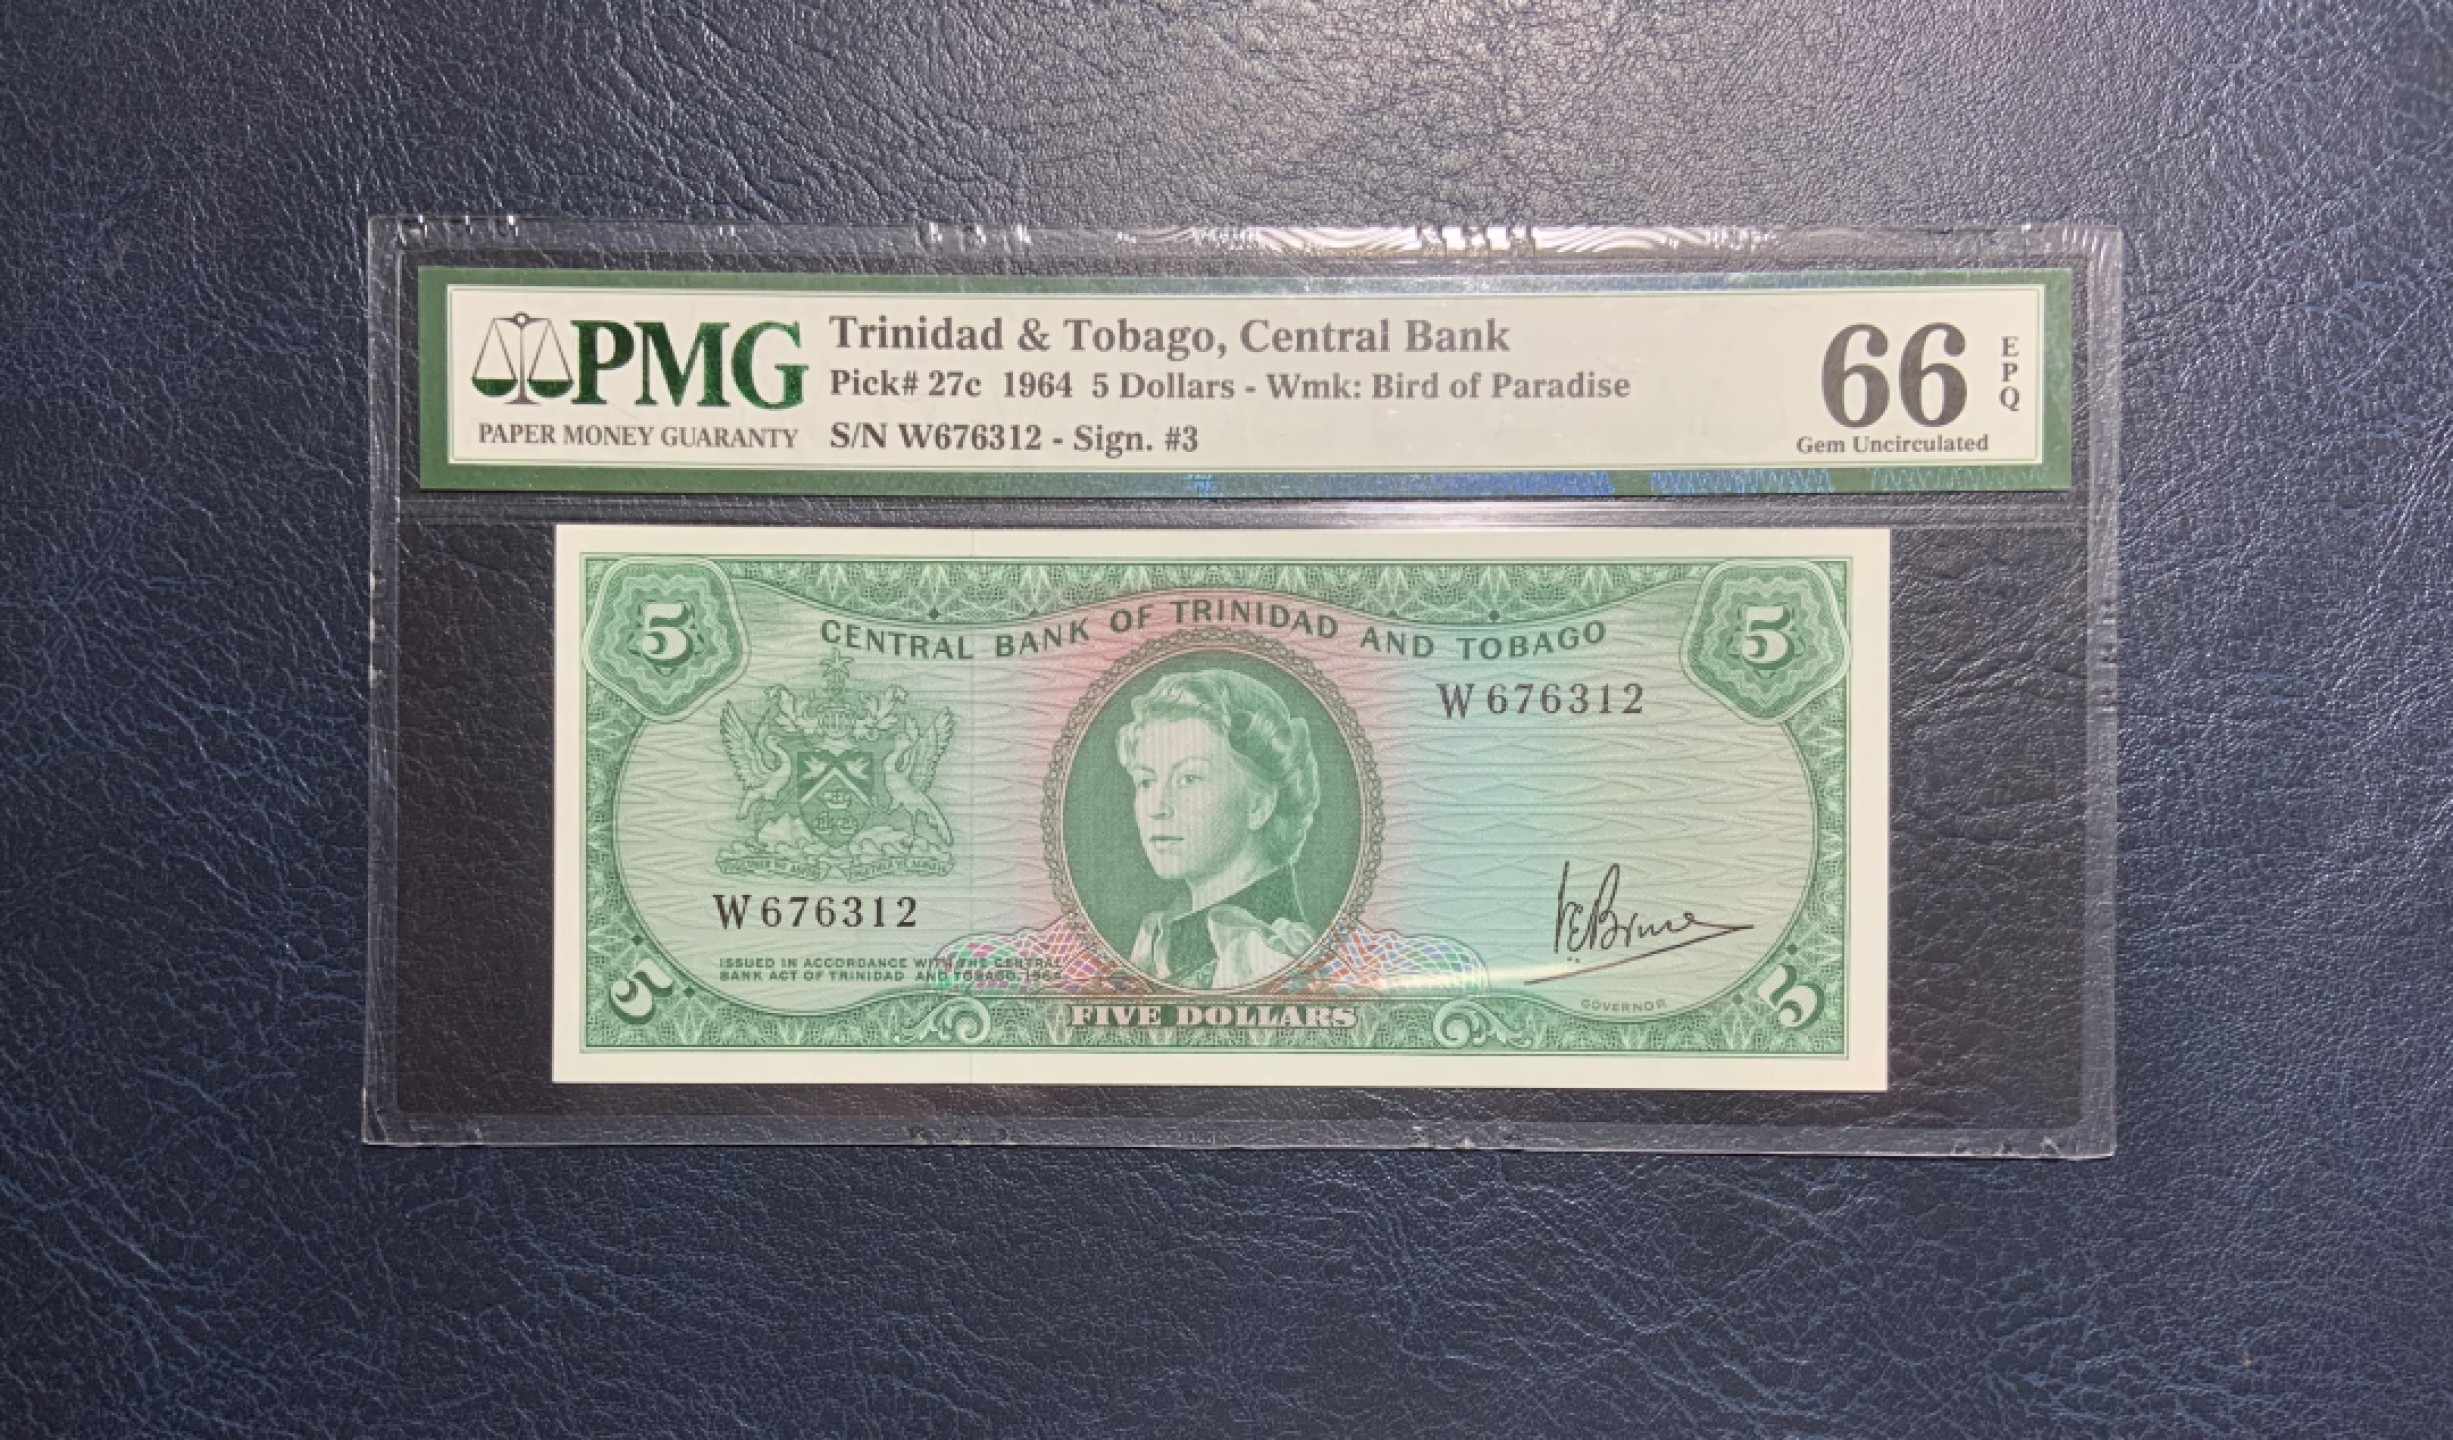 PMG
PAPER MONEY GUARANTY
Trinidad & Tobago, Central Bank
Pick# 27c 1964 5 Dollars - Wmk: Bird of Paradise
S/N W676312 - Sign. #3
66
EPQ
Gem Uncirculated
5
5
CENTRAL BANK OF TRINIDAD AND TOBAGO
W 676312
W 676312
ISSUED IN ACCORDANCE WITH THE CENTRAL
BANK ACT OF TRINIDAD AND TOBAGO. 1964
GOVERNOR
5
FIVE DOLLARS
5